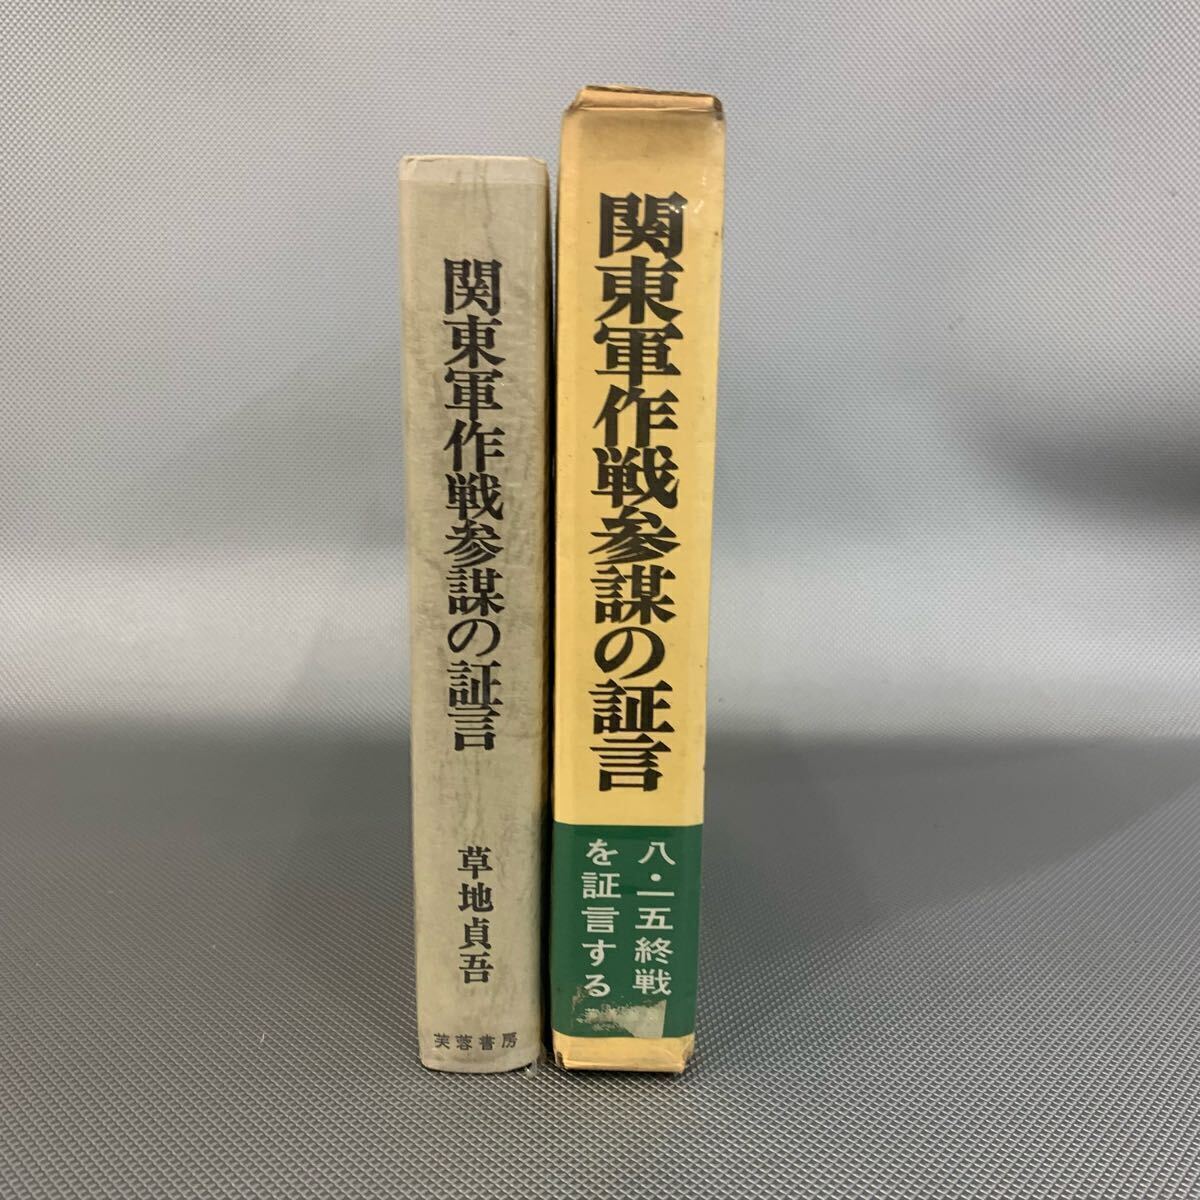 関東軍作戦参謀の証言
草地貞吾
芙蓉書房
関東軍作戦参謀の証言
八・一五終戦
を証言する